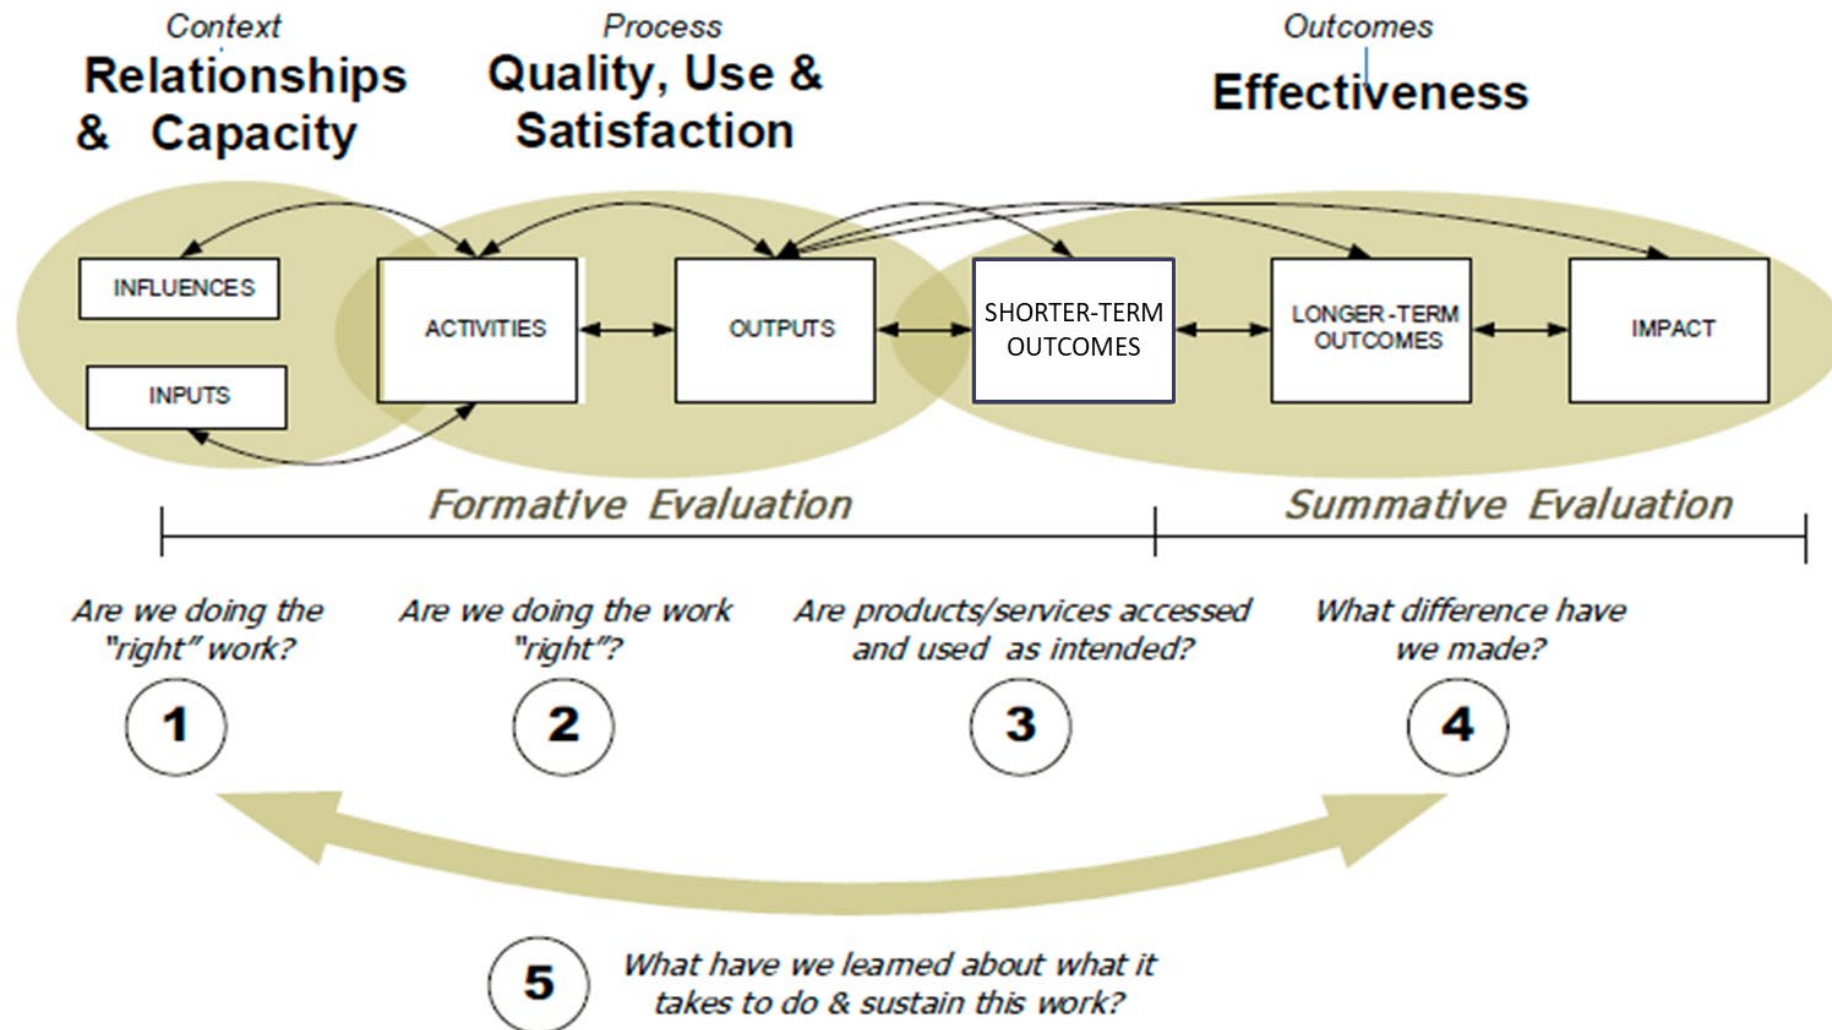 Context
Relationships
& Capacity
Process
Quality, Use &
Satisfaction
Outcomes
Effectiveness
INFLUENCES
INPUTS
ACTIVITIES
OUTPUTS
SHORTER-TERM
OUTCOMES
LONGER-TERM
OUTCOMES
IMPACT
Formative Evaluation
Summative Evaluation
Are we doing the
"right" work?
1
Are we doing the work
"right"?
2
Are products/services accessed
and used as intended?
3
What difference have
we made?
4
5
What have we learned about what it
takes to do & sustain this work?